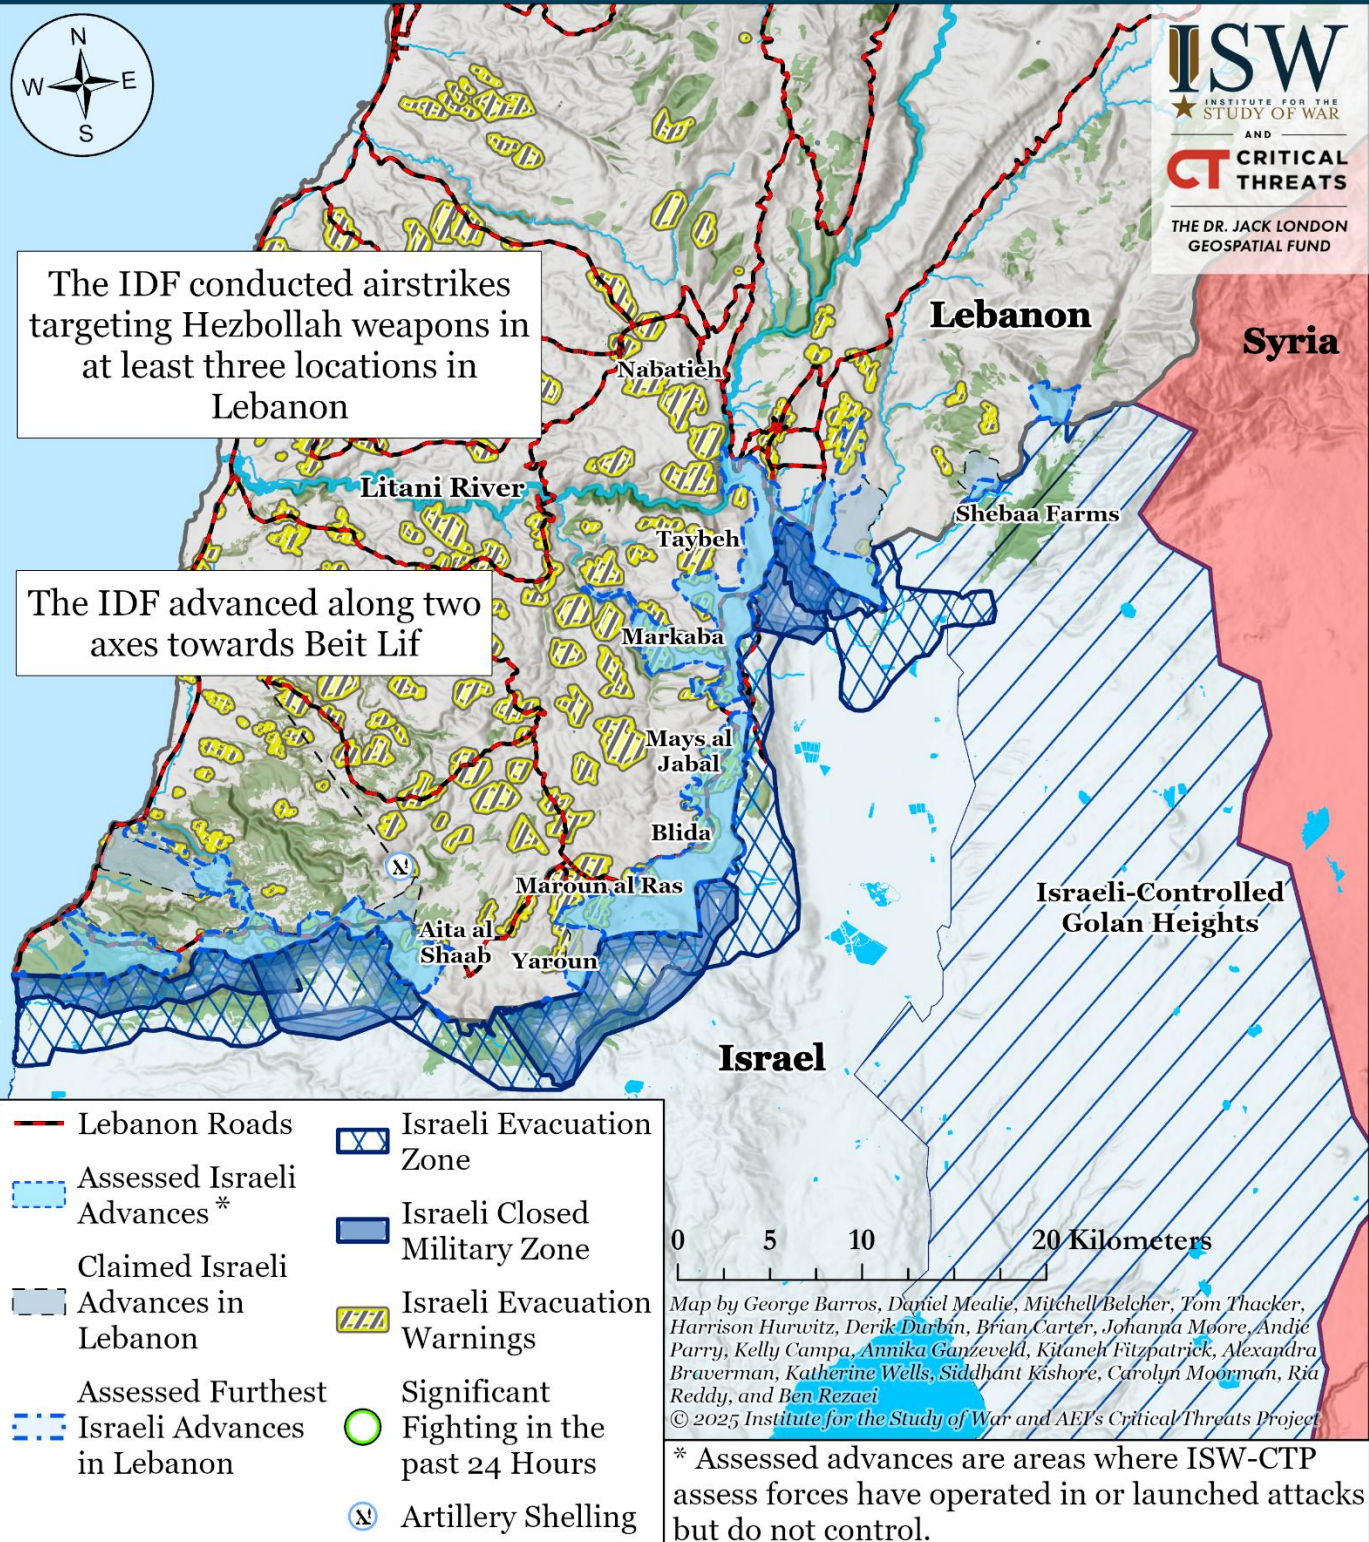 N
W E
S
ISW
INSTITUTE FOR THE
STUDY OF WAR
AND
CT CRITICAL
THREATS
THE DR. JACK LONDON
GEOSPATIAL FUND
The IDF conducted airstrikes
targeting Hezbollah weapons in
at least three locations in
Lebanon
Lebanon
Syria
Nabatieh
Litani River
Shebaa Farms
Taybeh
The IDF advanced along two
axes towards Beit Lif
Markaba
Mays al
Jabal
Blida
Maroun al Ras
Israeli-Controlled
Golan Heights
Aita al
Shaab
Yaroun
Israel
Lebanon Roads
Assessed Israeli
Advances *
Claimed Israeli
Advances in
Lebanon
Assessed Furthest
Israeli Advances
in Lebanon
Israeli Evacuation
Zone
Israeli Closed
Military Zone
Israeli Evacuation
Warnings
Significant
Fighting in the
past 24 Hours
Artillery Shelling
0 5 10 20 Kilometers
Map by George Barros, Daniel Mealie, Mitchell Belcher, Tom Thacker,
Harrison Hurwitz, Derik Durbin, Brian Carter, Johanna Moore, Andie
Parry, Kelly Campa, Annika Ganzeveld, Kitaneh Fitzpatrick, Alexandra
Braverman, Katherine Wells, Siddhant Kishore, Carolyn Moorman, Ria
Reddy, and Ben Rezaei
© 2025 Institute for the Study of War and AEI's Critical Threats Project
* Assessed advances are areas where ISW-CTP
assess forces have operated in or launched attacks
but do not control.